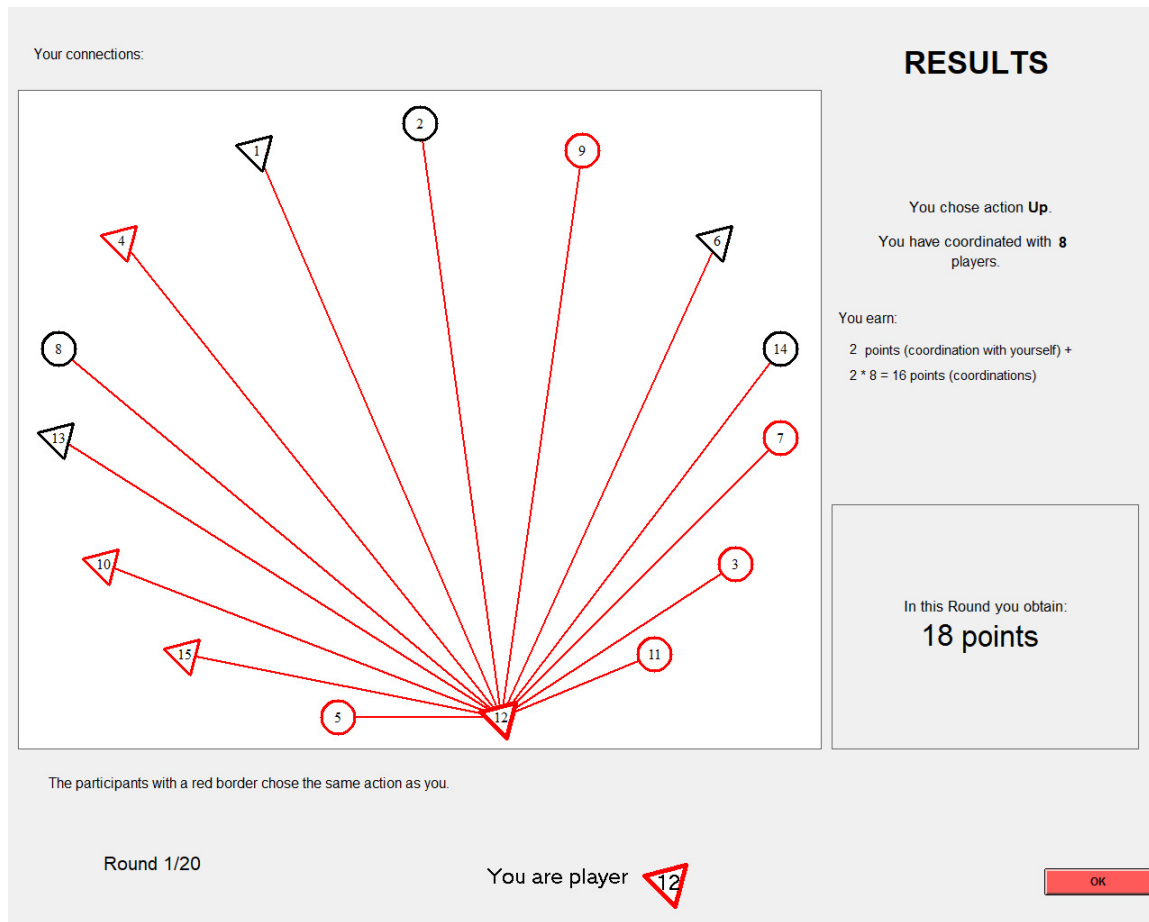 Your connections:
RESULTS
2
9
1
6
4
8
14
13
7
10
3
15
11
5
12
You chose action Up.
You have coordinated with 8
players.
You earn:
2 points (coordination with yourself) +
2 * 8 = 16 points (coordinations)
In this Round you obtain:
18 points
The participants with a red border chose the same action as you.
Round 1/20
You are player 12
OK